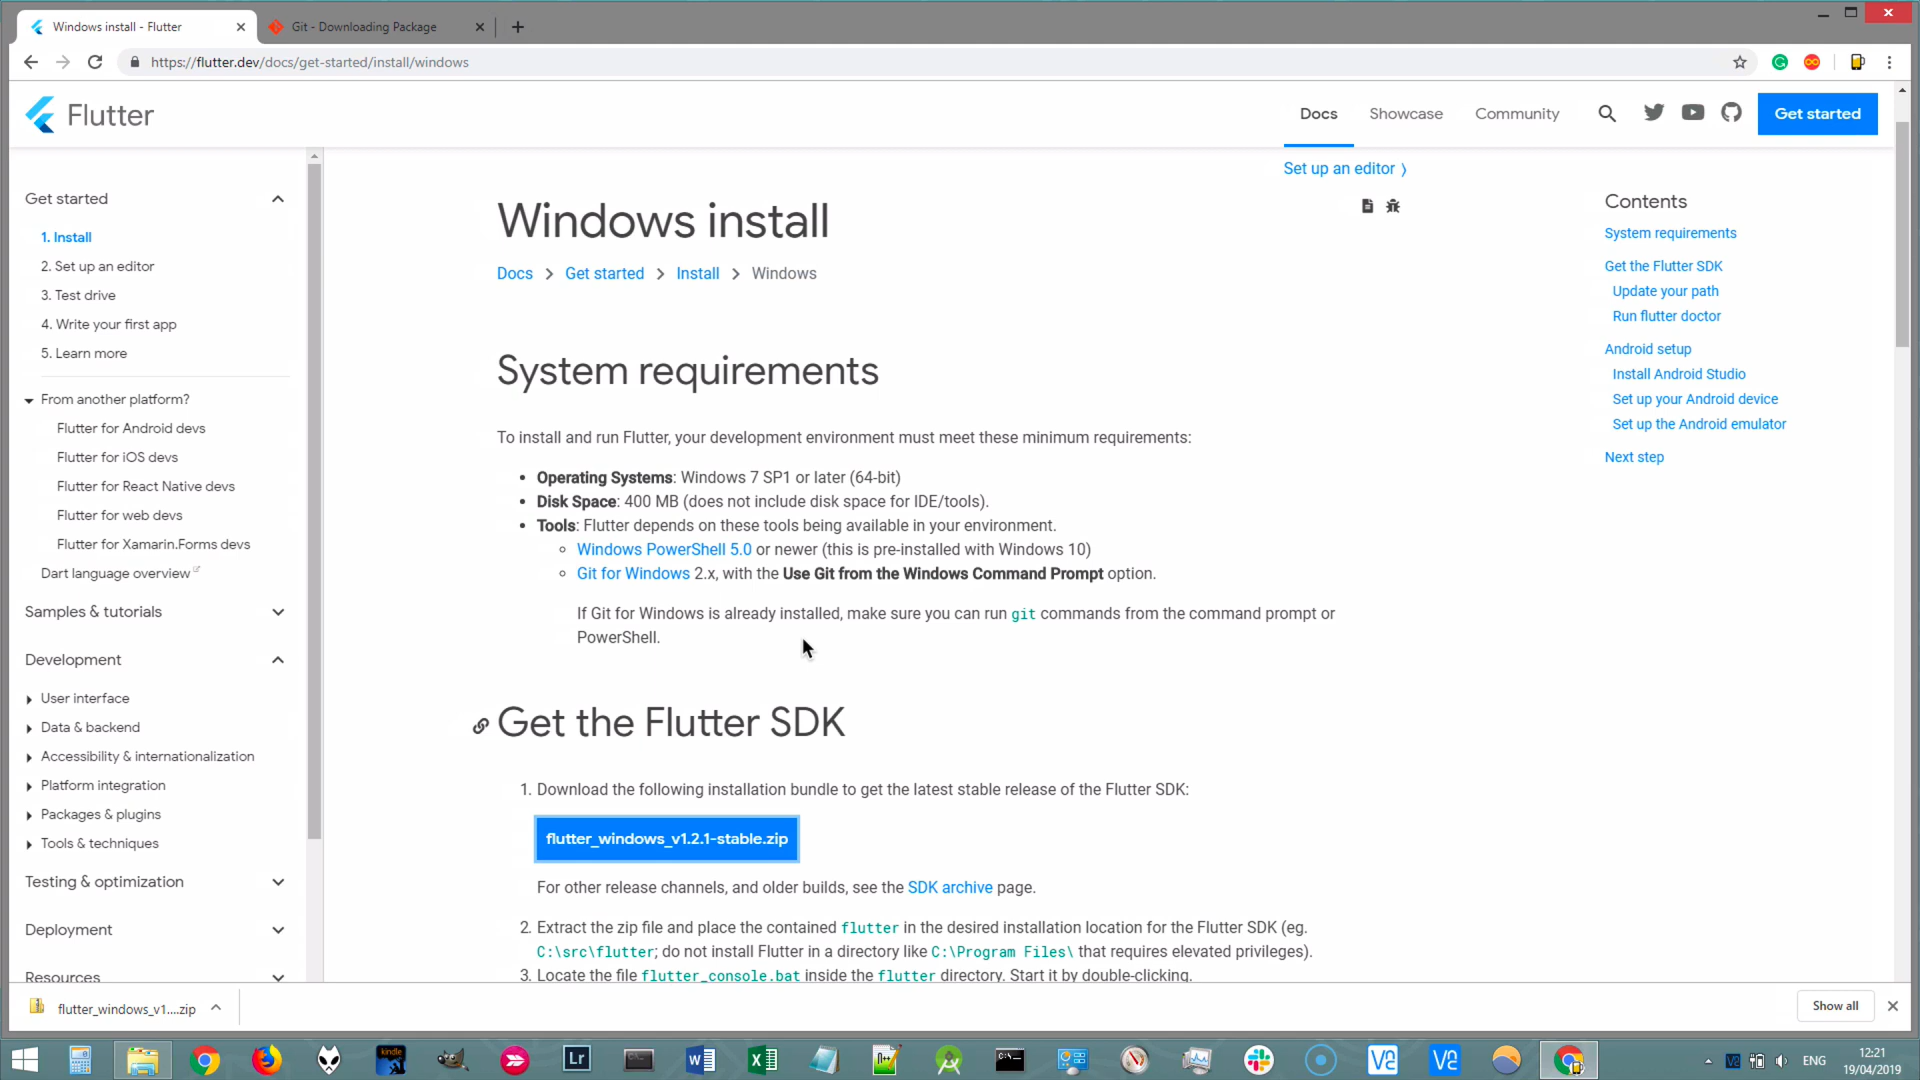 Windows install - Flutter
Git - Downloading Package
https://flutter.dev/docs/get-started/install/windows
Flutter
Docs
Showcase
Community
Get started
Set up an editor ⟩
Get started
1. Install
2. Set up an editor
3. Test drive
4. Write your first app
5. Learn more
From another platform?
Flutter for Android devs
Flutter for iOS devs
Flutter for React Native devs
Flutter for web devs
Flutter for Xamarin.Forms devs
Dart language overview
Samples & tutorials
Development
User interface
Data & backend
Accessibility & internationalization
Platform integration
Packages & plugins
Tools & techniques
Testing & optimization
Deployment
Resources
Windows install
Docs > Get started > Install > Windows
System requirements
To install and run Flutter, your development environment must meet these minimum requirements:
• Operating Systems: Windows 7 SP1 or later (64-bit)
• Disk Space: 400 MB (does not include disk space for IDE/tools).
• Tools: Flutter depends on these tools being available in your environment.
◦ Windows PowerShell 5.0 or newer (this is pre-installed with Windows 10)
◦ Git for Windows 2.x, with the Use Git from the Windows Command Prompt option.
If Git for Windows is already installed, make sure you can run git commands from the command prompt or
PowerShell.
Get the Flutter SDK
1. Download the following installation bundle to get the latest stable release of the Flutter SDK:
flutter_windows_v1.2.1-stable.zip
For other release channels, and older builds, see the SDK archive page.
2. Extract the zip file and place the contained flutter in the desired installation location for the Flutter SDK (eg.
C:\src\flutter; do not install Flutter in a directory like C:\Program Files\ that requires elevated privileges).
3. Locate the file flutter_console.bat inside the flutter directory. Start it by double-clicking.
Contents
System requirements
Get the Flutter SDK
Update your path
Run flutter doctor
Android setup
Install Android Studio
Set up your Android device
Set up the Android emulator
Next step
flutter_windows_v1....zip
Show all
kindle
Lr
ENG
12:21
19/04/2019